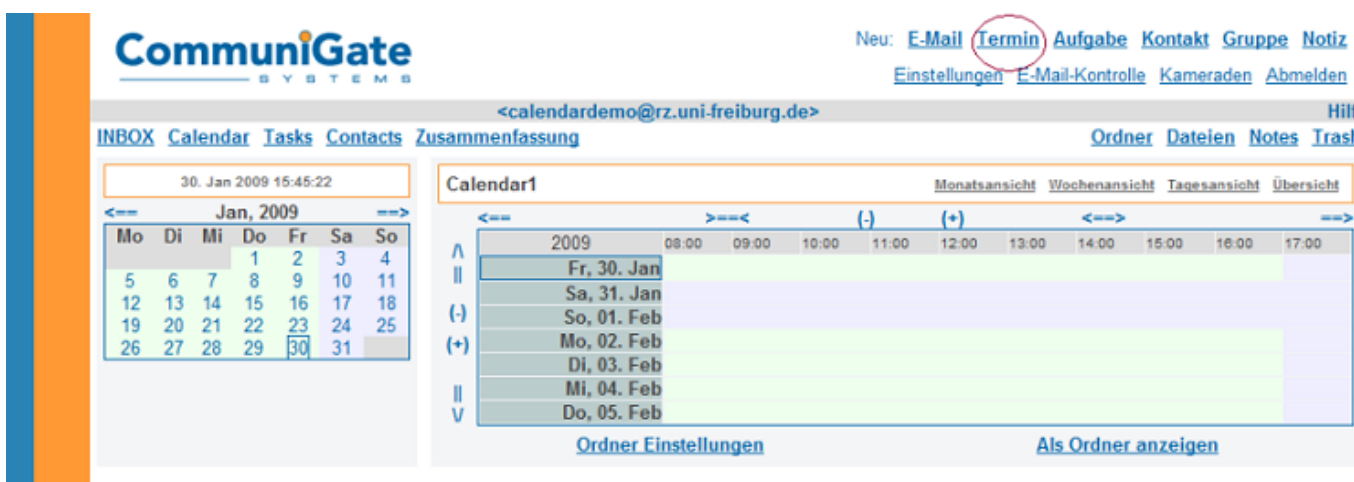 CommuniGate
SYSTEMS
Neu: E-Mail Termin Aufgabe Kontakt Gruppe Notiz
Einstellungen E-Mail-Kontrolle Kameraden Abmelden
<calendardemo@rz.uni-freiburg.de> Hilf
INBOX Calendar Tasks Contacts Zusammenfassung Ordner Dateien Notes Trash
30. Jan 2009 15:45:22
<== Jan, 2009 ==>
Mo Di Mi Do Fr Sa So
1 2 3 4
5 6 7 8 9 10 11
12 13 14 15 16 17 18
19 20 21 22 23 24 25
26 27 28 29 30 31
Calendar1 Monatsansicht Wochenansicht Tagesansicht Übersicht
<== >==< (-) (+) <==> ==>
/\ 2009 08:00 09:00 10:00 11:00 12:00 13:00 14:00 15:00 16:00 17:00
|| Fr, 30. Jan
Sa, 31. Jan
(-) So, 01. Feb
(+) Mo, 02. Feb
Di, 03. Feb
|| Mi, 04. Feb
\/ Do, 05. Feb
Ordner Einstellungen Als Ordner anzeigen